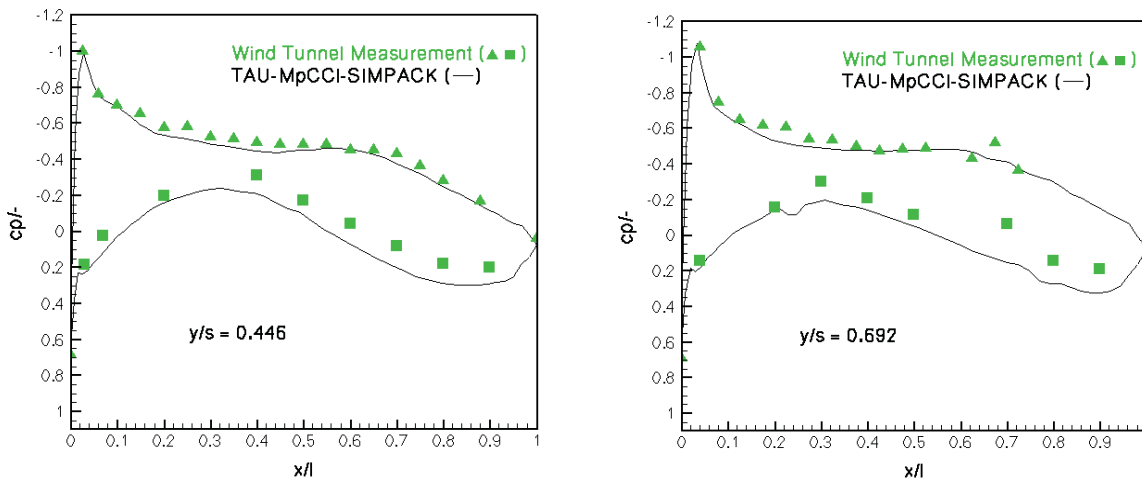 -1.2
-1
-0.8
-0.6
-0.4
-0.2
0
0.2
0.4
0.6
0.8
1
cp/-
Wind Tunnel Measurement (▲ ■)
TAU-MpCCI-SIMPACK (—)
y/s = 0.446
0 0.1 0.2 0.3 0.4 0.5 0.6 0.7 0.8 0.9 1
x/l
-1.2
-1
-0.8
-0.6
-0.4
-0.2
0
0.2
0.4
0.6
0.8
1
cp/-
Wind Tunnel Measurement (▲ ■)
TAU-MpCCI-SIMPACK (—)
y/s = 0.692
0 0.1 0.2 0.3 0.4 0.5 0.6 0.7 0.8 0.9
x/l